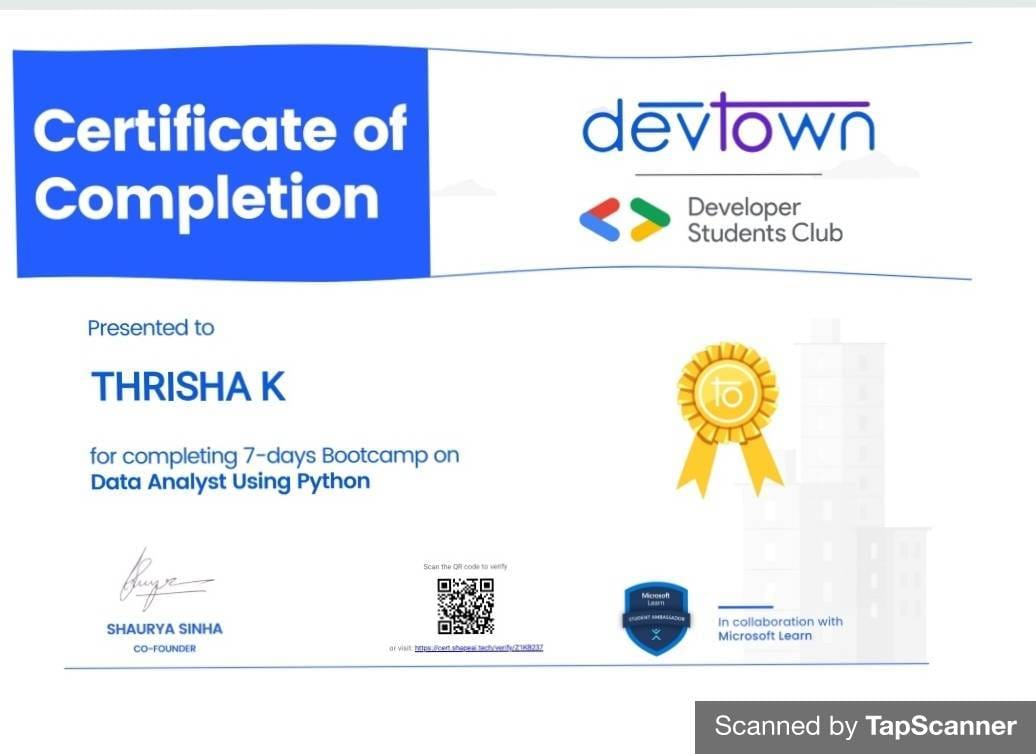 Certificate of
Completion
devtown
Developer
Students Club
Presented to
THRISHA K
for completing 7-days Bootcamp on
Data Analyst Using Python
to
SHAURYA SINHA
CO-FOUNDER
Scan the QR code to verify
or visit: https://cert.shapeai.tech/verify/Z1KB237
Microsoft
Learn
STUDENT AMBASSADOR
In collaboration with
Microsoft Learn
Scanned by TapScanner